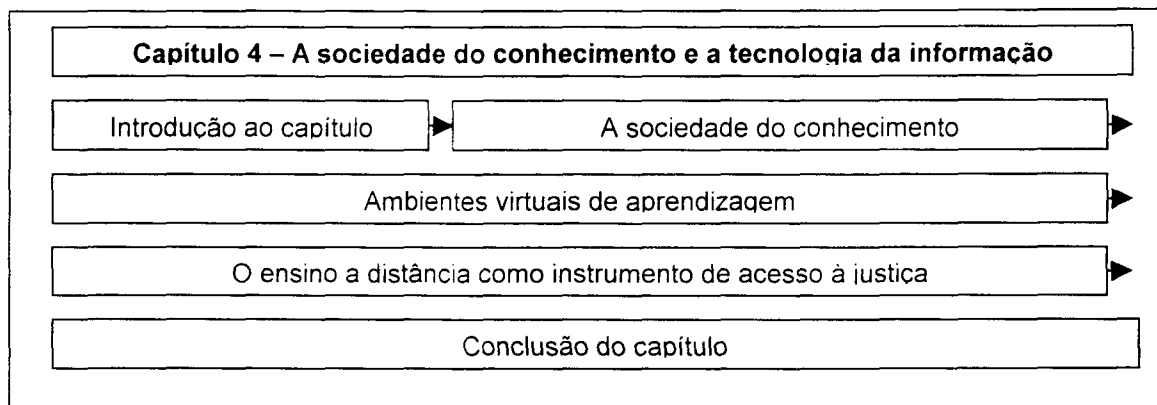 Capítulo 4 – A sociedade do conhecimento e a tecnologia da informação
Introdução ao capítulo
A sociedade do conhecimento
Ambientes virtuais de aprendizagem
O ensino a distância como instrumento de acesso à justiça
Conclusão do capítulo